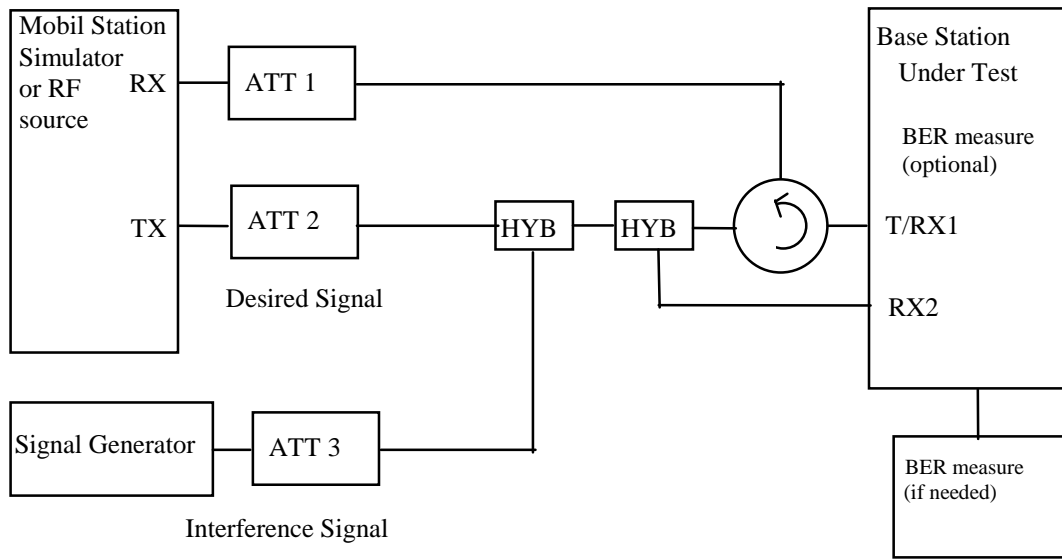 Mobil Station
Simulator
or RF
source
RX
TX
ATT 1
ATT 2
Desired Signal
HYB
HYB
Signal Generator
ATT 3
Interference Signal
Base Station
Under Test
BER measure
(optional)
T/RX1
RX2
BER measure
(if needed)